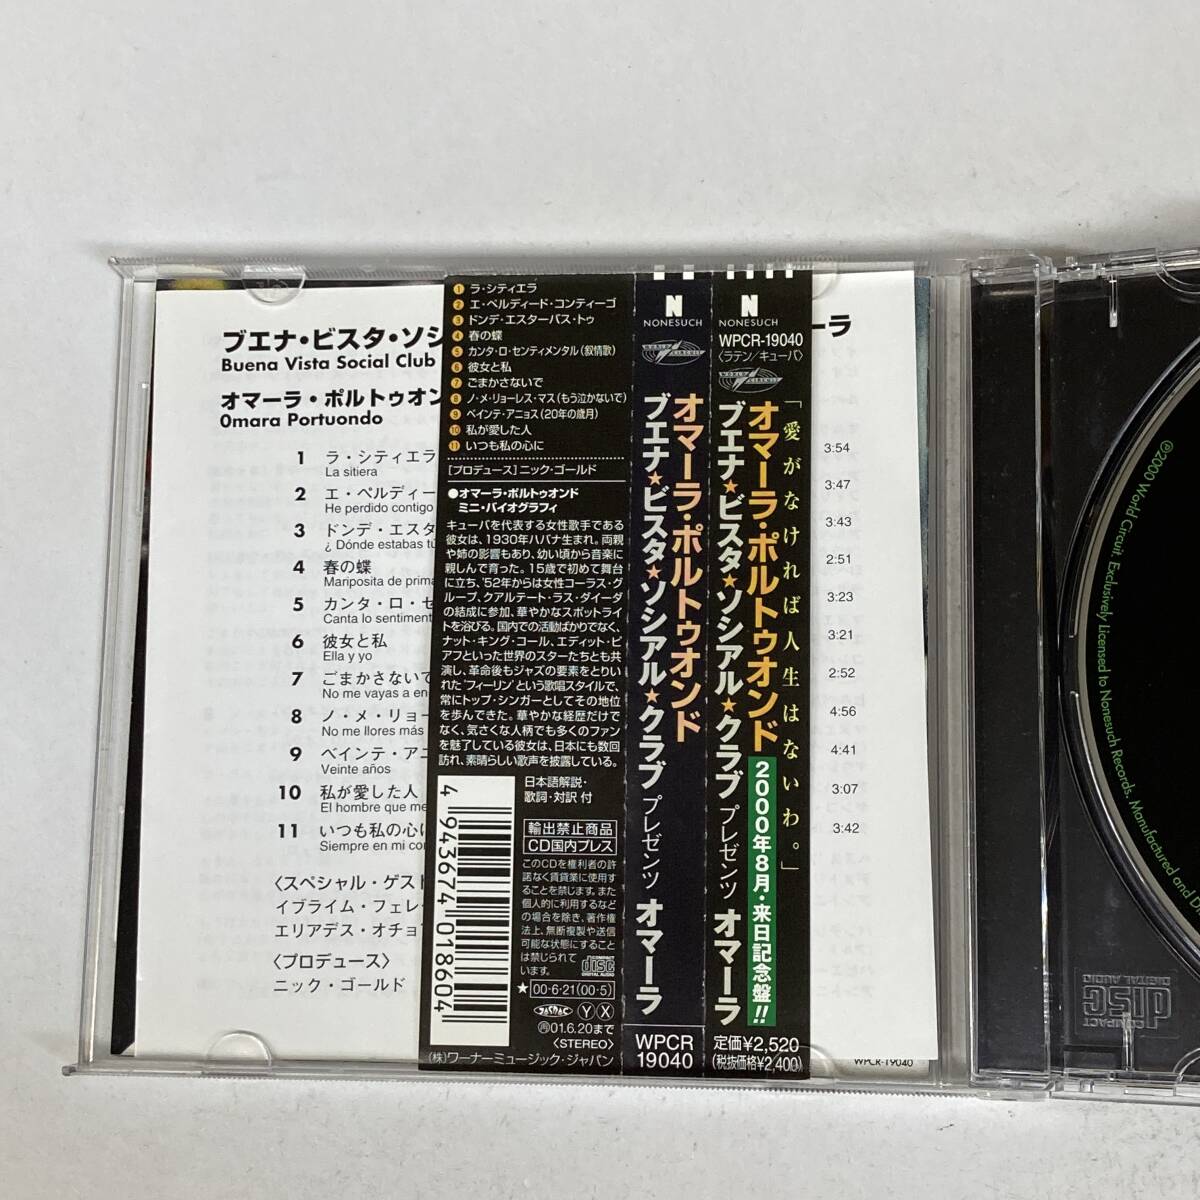 ブエナ・ビスタ・ソシ
ーラ
Buena Vista Social Club
オマーラ・ポルトゥオン
Omara Portuondo
1 ラ・シティエラ 3:54
La sitiera
2 エ・ペルディー 3:47
He perdido contigo
3 ドンデ・エスタ 3:43
¿ Dónde estabas tú
4 春の蝶 2:51
Mariposita de prima
5 カンタ・ロ・セ 3:23
Canta lo sentiment
6 彼女と私 3:21
Ella y yo
7 ごまかさないで 2:52
No me vayas a en
8 ノ・メ・リョー 4:56
No me llores más
9 ベインテ・アニ 4:41
Veinte años
10 私が愛した人 3:07
El hombre que me
11 いつも私の心に 3:42
Siempre en mi co
〈スペシャル・ゲスト
イブライム・フェレ
エリアデス・オチョ
〈プロデュース〉
ニック・ゴールド
WPCR-19040
1 ラ・シティエラ
2 エ・ペルディード・コンティーゴ
3 ドンデ・エスターバス・トゥ
4 春の蝶
5 カンタ・ロ・センティメンタル(叙情歌)
6 彼女と私
7 ごまかさないで
8 ノ・メ・リョーレス・マス(もう泣かないで)
9 ベインテ・アニョス(20年の歳月)
10 私が愛した人
11 いつも私の心に
[プロデュース]ニック・ゴールド
●オマーラ・ポルトゥオンド
ミニ・バイオグラフィ
キューバを代表する女性歌手である
彼女は、1930年ハバナ生まれ。両親
や姉の影響もあり、幼い頃から音楽に
親しんで育った。15歳で初めて舞台
に立ち、'52年からは女性コーラス・グ
ループ、クアルテート・ラス・ダイーダ
の結成に参加、華やかなスポットライ
トを浴びる。国内での活動ばかりでなく、
ナット・キング・コール、エディット・ピ
アフといった世界のスターたちとも共
演し、革命後もジャズの要素をとりい
れた'フィーリン'という歌唱スタイルで、
常にトップ・シンガーとしてその地位
を歩んできた。華やかな経歴だけで
なく、気さくな人柄でも多くのファン
を魅了している彼女は、日本にも数回
訪れ、素晴らしい歌声を披露している。
日本語解説・
歌詞・対訳 付
輸出禁止商品
CD国内プレス
このCDを権利者の許
諾なく賃貸業に使用す
ることを禁じます。また
個人的に利用するなど
の場合を除き、著作権
法上、無断複製や送信
可能な状態にすること
は禁じられて
います。
COMPACT
disc
DIGITAL AUDIO
★ 00・6・21(00・5)
JASRAC Y X
再01.6.20まで
〈STEREO〉
(株)ワーナーミュージック・ジャパン
4 943674 018604
N
NONESUCH
WORLD CIRCUIT
オマーラ・ポルトゥオンド
ブエナ★ビスタ★ソシアル★クラブ プレゼンツ オマーラ
WPCR
19040
N
NONESUCH
WPCR-19040
〈ラテン/キューバ〉
WORLD CIRCUIT
「愛がなければ人生はないわ。」
オマーラ・ポルトゥオンド
2000年8月・来日記念盤!!
ブエナ★ビスタ★ソシアル★クラブ プレゼンツ オマーラ
定価¥2,520
(税抜価格¥2,400)
℗2000 World Circuit. Exclusively Licensed to Nonesuch Records. Manufactured and Di
COMPACT
disc
DIGITAL AUDIO